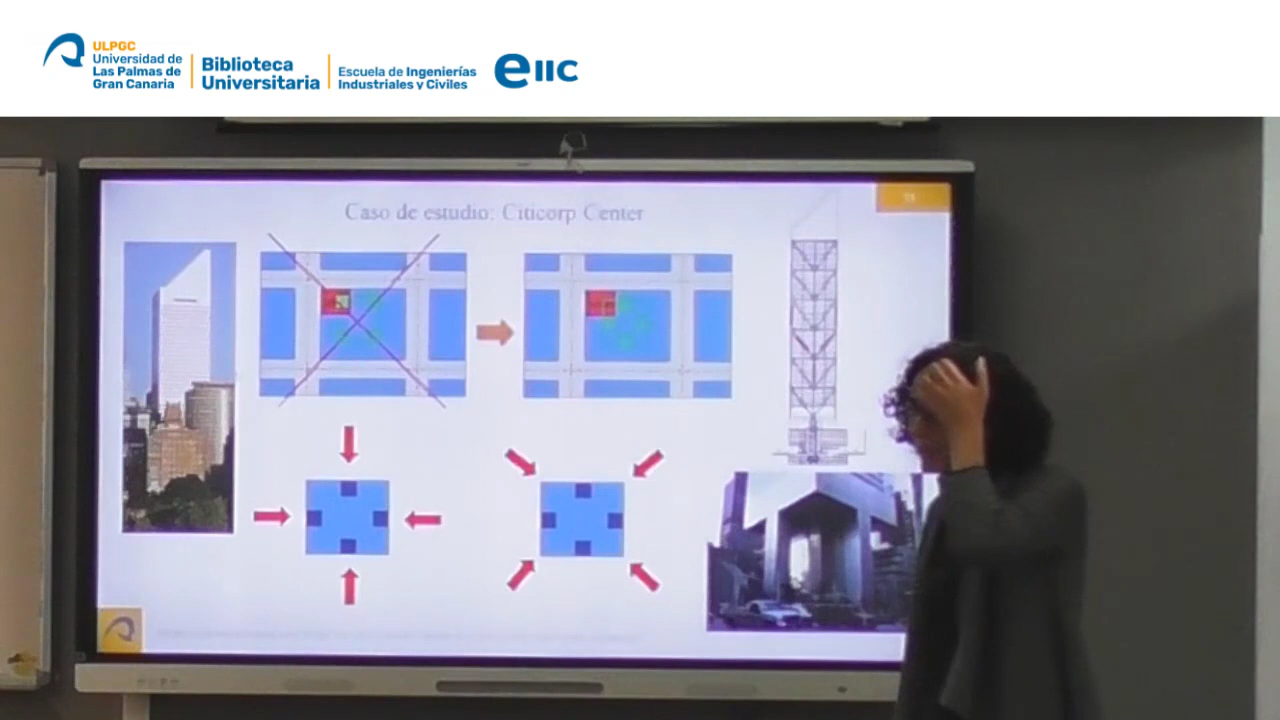 ULPGC
Universidad de
Las Palmas de
Gran Canaria
Biblioteca
Universitaria
Escuela de Ingenierías
Industriales y Civiles
eiic
Caso de estudio: Citicorp Center